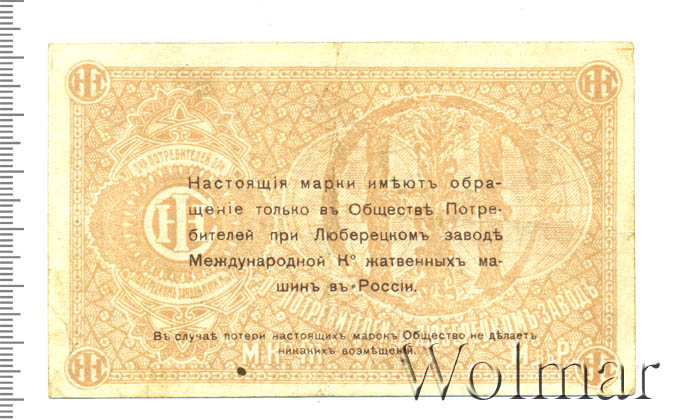 Настоящія марки имѣютъ обра-
щеніе только въ Обществѣ Потре-
бителей при Люберецкомъ заводѣ
Международной Кº жатвенныхъ ма-
шинъ въ Россіи.
Въ случаѣ потери настоящихъ марокъ Общество не дѣлаетъ
никакихъ возмѣщеній.
Wolmar